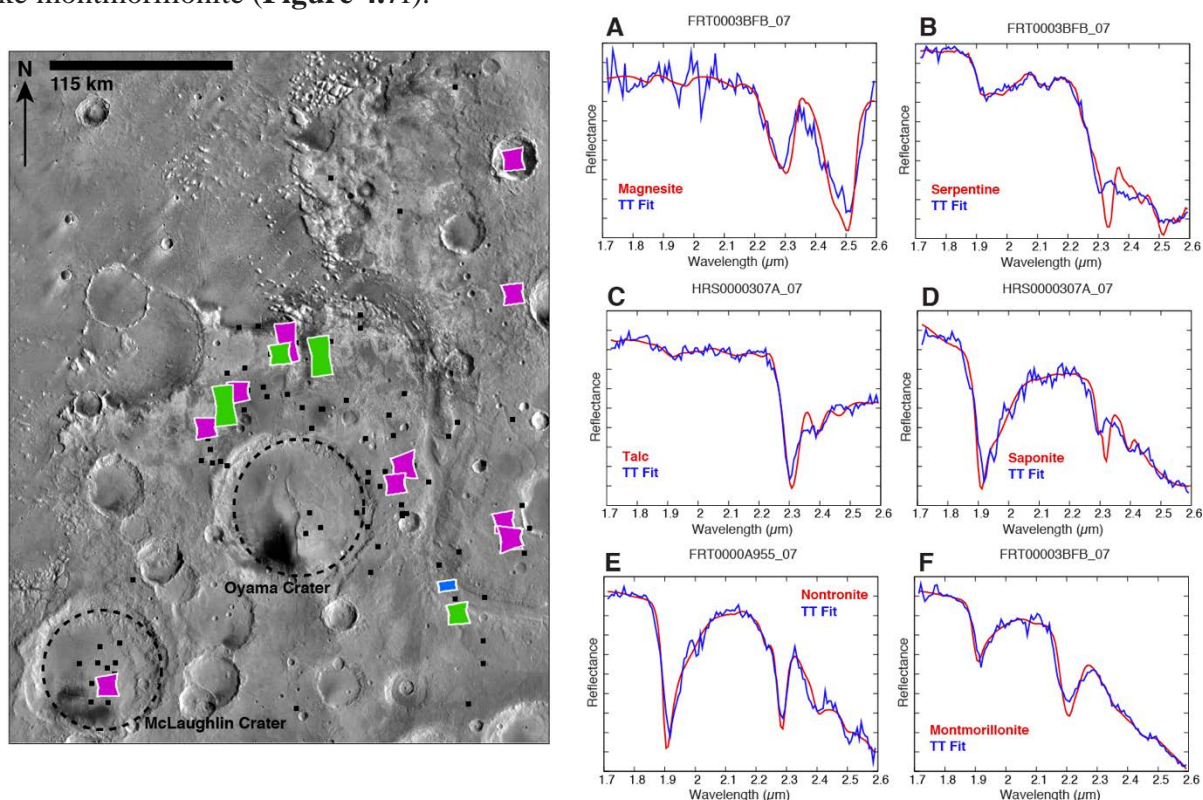 ke montmorillonite (Figure 4.7f).
N
115 km
Oyama Crater
McLaughlin Crater
A
FRT0003BFB_07
Reflectance
Magnesite
TT Fit
1.7 1.8 1.9 2 2.1 2.2 2.3 2.4 2.5 2.6
Wavelength (µm)
B
FRT0003BFB_07
Reflectance
Serpentine
TT Fit
1.7 1.8 1.9 2 2.1 2.2 2.3 2.4 2.5 2.6
Wavelength (µm)
C
HRS0000307A_07
Reflectance
Talc
TT Fit
1.7 1.8 1.9 2 2.1 2.2 2.3 2.4 2.5 2.6
Wavelength (µm)
D
HRS0000307A_07
Reflectance
Saponite
TT Fit
1.7 1.8 1.9 2 2.1 2.2 2.3 2.4 2.5 2.6
Wavelength (µm)
E
FRT0000A955_07
Reflectance
Nontronite
TT Fit
1.7 1.8 1.9 2 2.1 2.2 2.3 2.4 2.5 2.6
Wavelength (µm)
F
FRT00003BFB_07
Reflectance
Montmorillonite
TT Fit
1.7 1.8 1.9 2 2.1 2.2 2.3 2.4 2.5 2.6
Wavelength (µm)